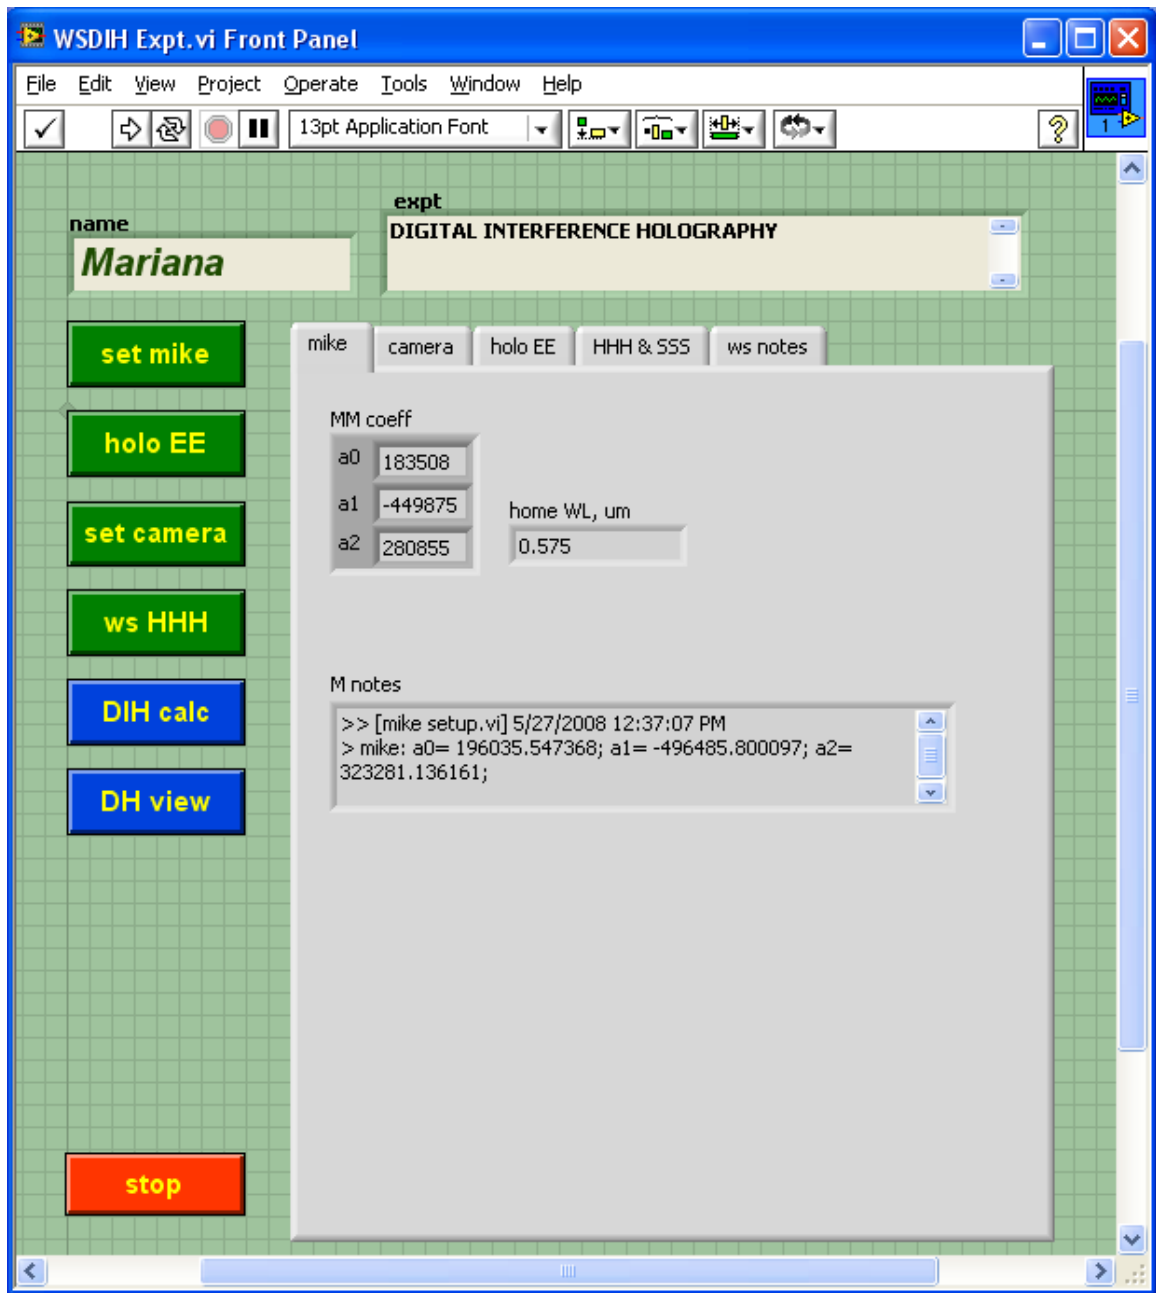 WSDIH Expt.vi Front Panel
File Edit View Project Operate Tools Window Help
13pt Application Font
1
name
Mariana
expt
DIGITAL INTERFERENCE HOLOGRAPHY
set mike
holo EE
set camera
ws HHH
DIH calc
DH view
stop
mike camera holo EE HHH & SSS ws notes
MM coeff
a0 183508
a1 -449875
a2 280855
home WL, um
0.575
M notes
>> [mike setup.vi] 5/27/2008 12:37:07 PM
> mike: a0= 196035.547368; a1= -496485.800097; a2=
323281.136161;